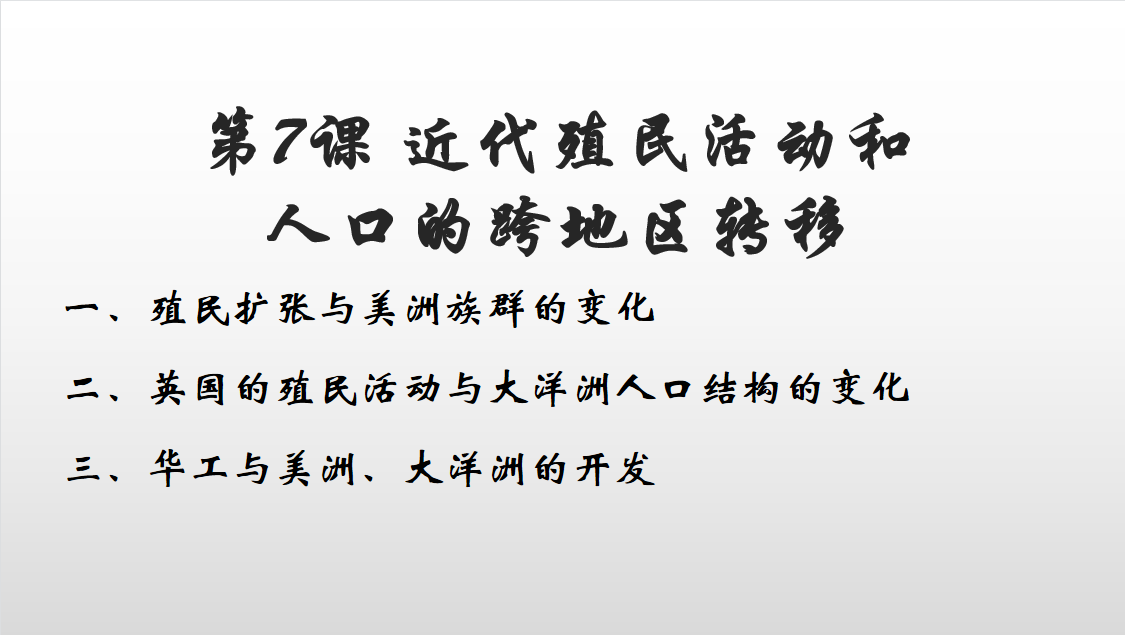 第7课 近代殖民活动和
人口的跨地区转移
一、殖民扩张与美洲族群的变化
二、英国的殖民活动与大洋洲人口结构的变化
三、华工与美洲、大洋洲的开发